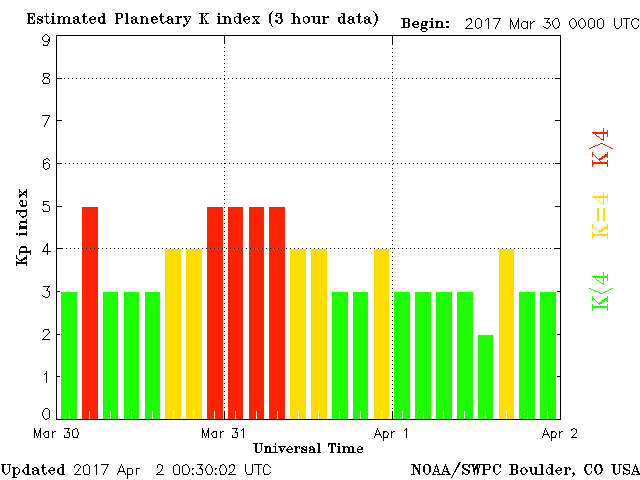 Estimated Planetary K index (3 hour data) Begin: 2017 Mar 30 0000 UTC
9
8
7
6
5
4
3
2
1
0
Kp index
K>4
K=4
K<4
Mar 30 Mar 31 Apr 1 Apr 2
Universal Time
Updated 2017 Apr 2 00:30:02 UTC NOAA/SWPC Boulder, CO USA